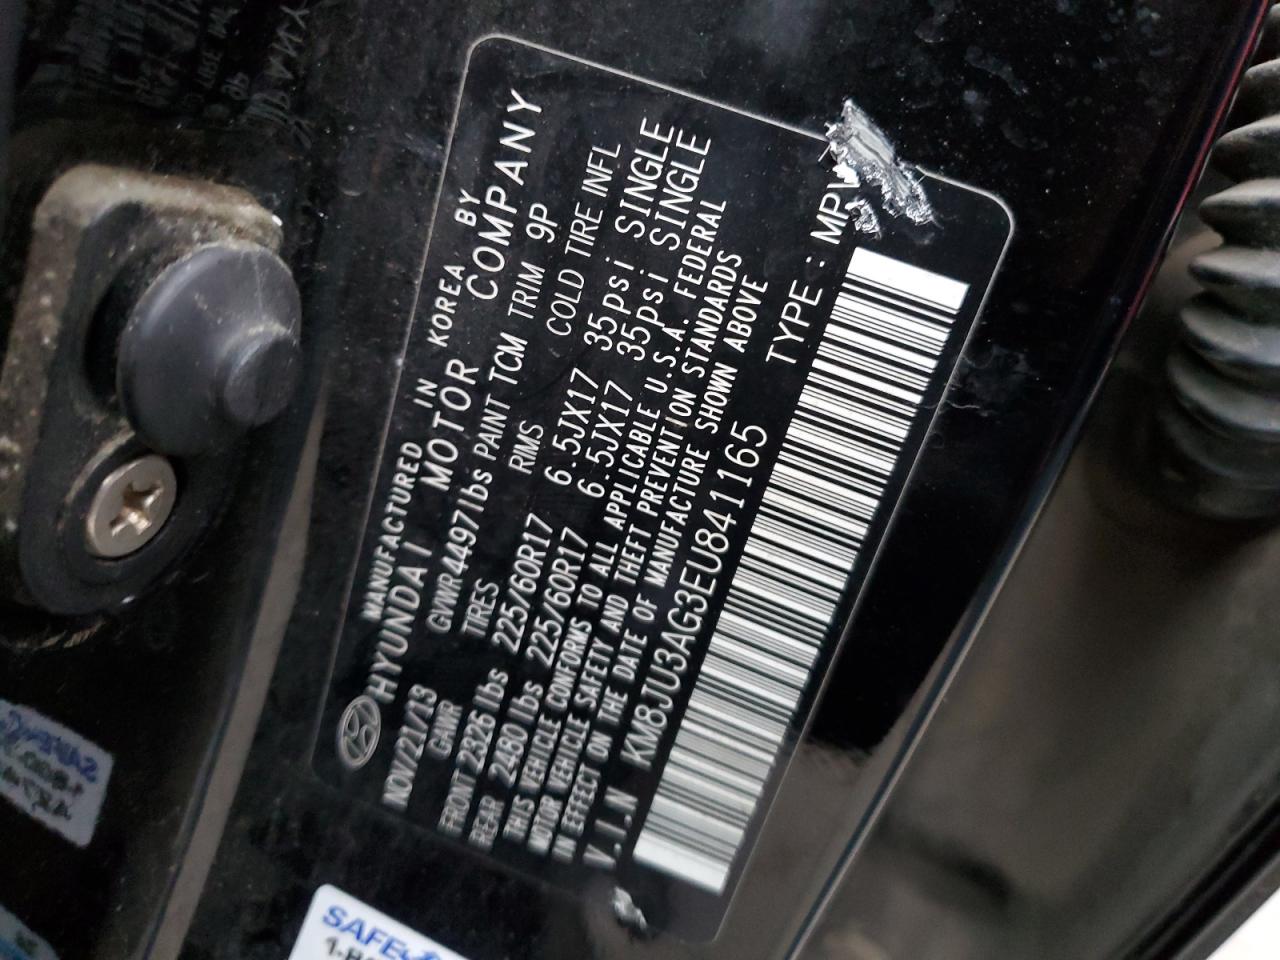 MANUFACTURED IN KOREA BY
HYUNDAI MOTOR COMPANY
NOV/21/13 GVWR 4497lbs PAINT TCM TRIM 9P
GAWR TIRES RIMS COLD TIRE INFL
FRONT 2326 lbs 225/60R17 6.5JX17 35psi SINGLE
REAR 2480 lbs 225/60R17 6.5JX17 35psi SINGLE
THIS VEHICLE CONFORMS TO ALL APPLICABLE U.S.A. FEDERAL
MOTOR VEHICLE SAFETY AND THEFT PREVENTION STANDARDS
IN EFFECT ON THE DATE OF MANUFACTURE SHOWN ABOVE
V.I.N KM8JU3AG3EU841165 TYPE : MPV
SAFE